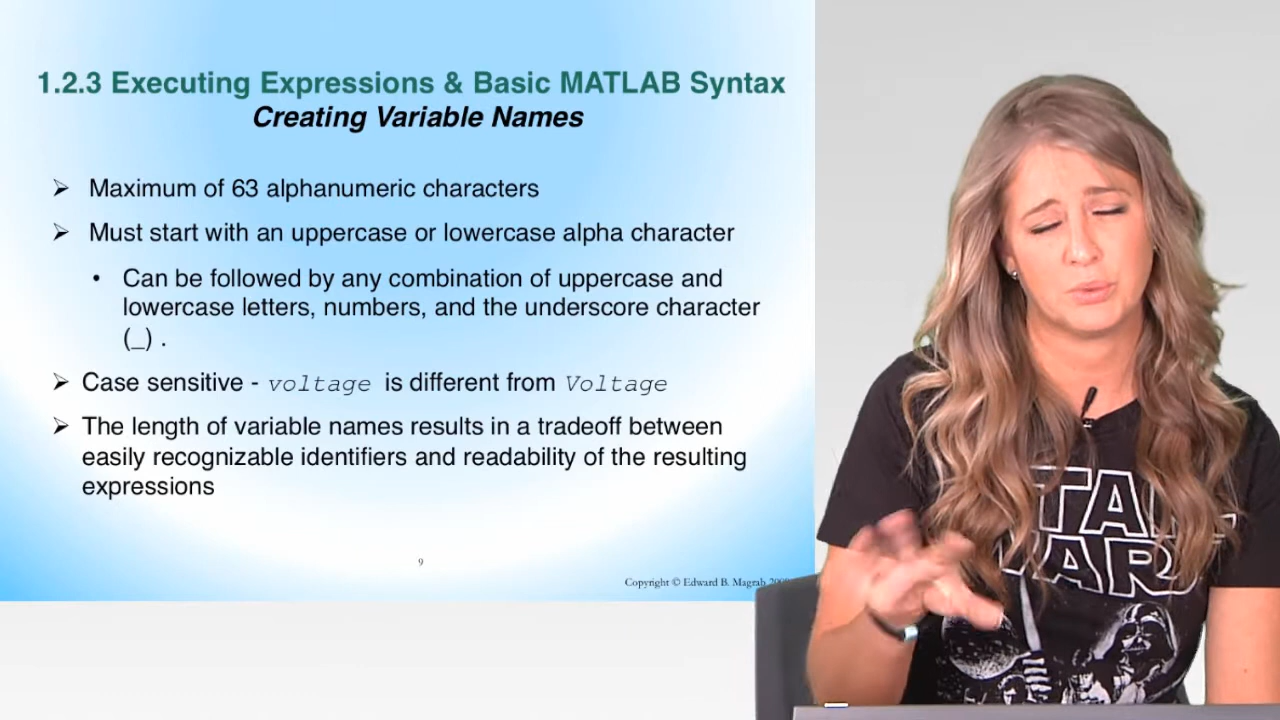 1.2.3 Executing Expressions & Basic MATLAB Syntax
Creating Variable Names
➢ Maximum of 63 alphanumeric characters
➢ Must start with an uppercase or lowercase alpha character
• Can be followed by any combination of uppercase and
lowercase letters, numbers, and the underscore character
(_) .
➢ Case sensitive - voltage is different from Voltage
➢ The length of variable names results in a tradeoff between
easily recognizable identifiers and readability of the resulting
expressions
9
Copyright © Edward B. Magrab
STAR
WARS